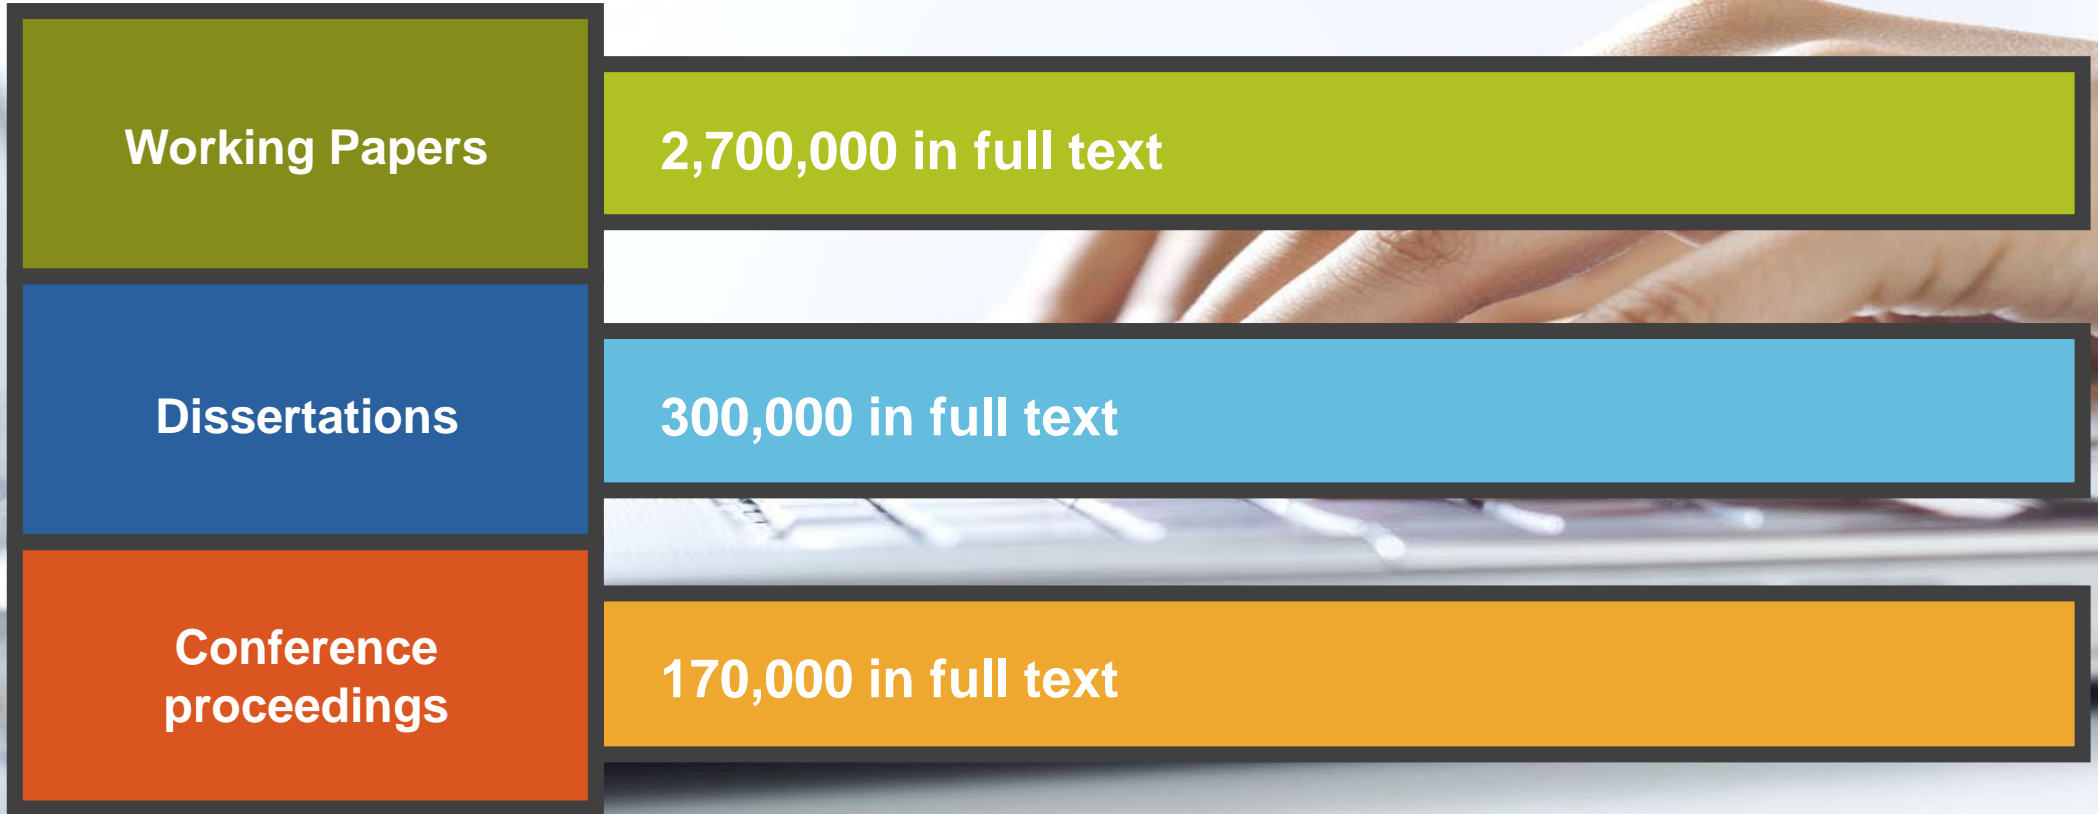 Working Papers
2,700,000 in full text
Dissertations
300,000 in full text
Conference
proceedings
170,000 in full text